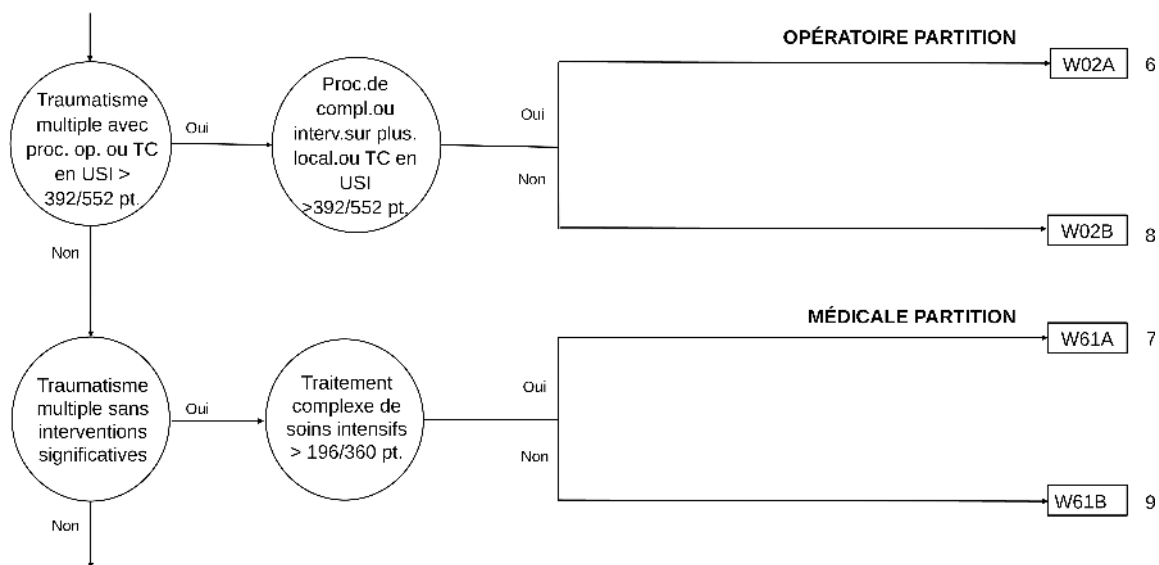 OPÉRATOIRE PARTITION
W02A 6
Traumatisme
multiple avec
proc. op. ou TC
en USI >
392/552 pt.
Oui
Proc.de
compl.ou
interv.sur plus.
local.ou TC en
USI
>392/552 pt.
Oui
Non
W02B 8
Non
MÉDICALE PARTITION
W61A 7
Traumatisme
multiple sans
interventions
significatives
Oui
Traitement
complexe de
soins intensifs
> 196/360 pt.
Oui
Non
W61B 9
Non